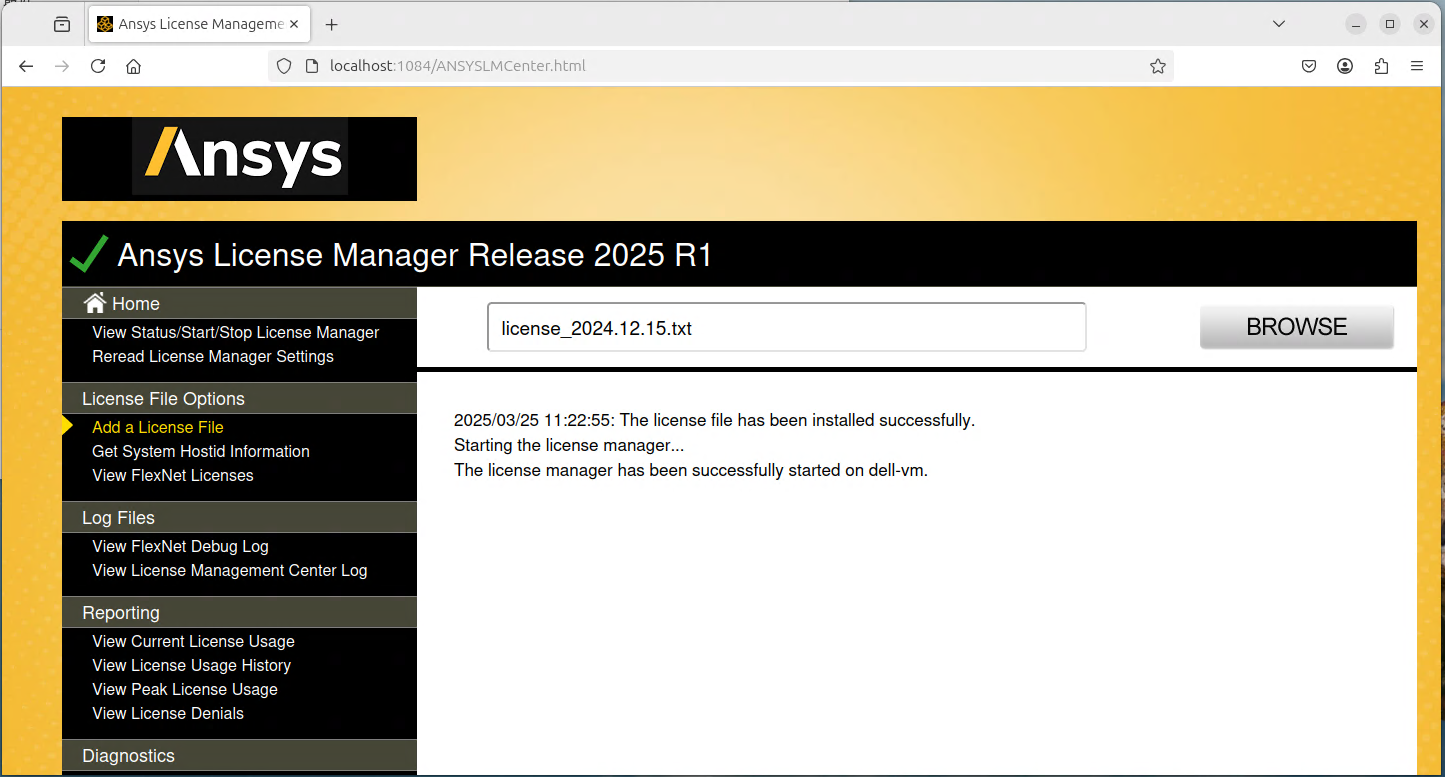 Ansys License Manageme
localhost:1084/ANSYSLMCenter.html
Ansys
Ansys License Manager Release 2025 R1
Home
View Status/Start/Stop License Manager
Reread License Manager Settings
License File Options
Add a License File
Get System Hostid Information
View FlexNet Licenses
Log Files
View FlexNet Debug Log
View License Management Center Log
Reporting
View Current License Usage
View License Usage History
View Peak License Usage
View License Denials
Diagnostics
license_2024.12.15.txt
BROWSE
2025/03/25 11:22:55: The license file has been installed successfully.
Starting the license manager...
The license manager has been successfully started on dell-vm.